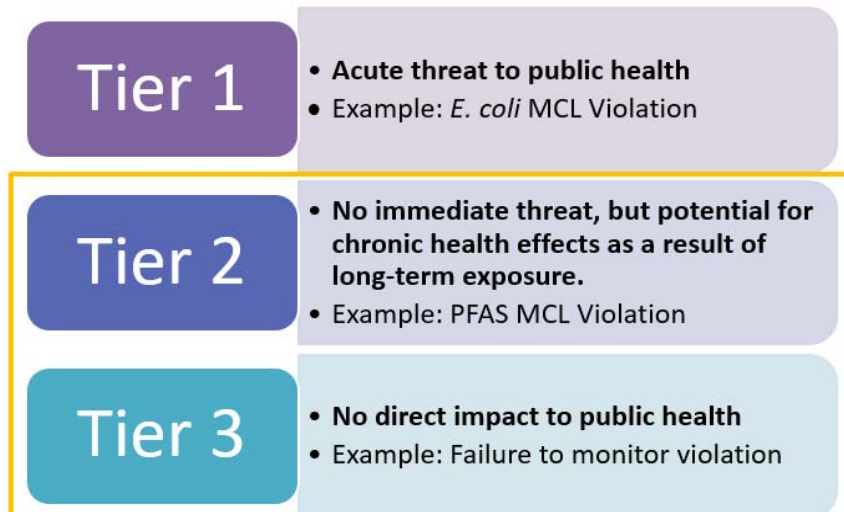 Tier 1
• Acute threat to public health
• Example: E. coli MCL Violation
Tier 2
• No immediate threat, but potential for
chronic health effects as a result of
long-term exposure.
• Example: PFAS MCL Violation
Tier 3
• No direct impact to public health
• Example: Failure to monitor violation